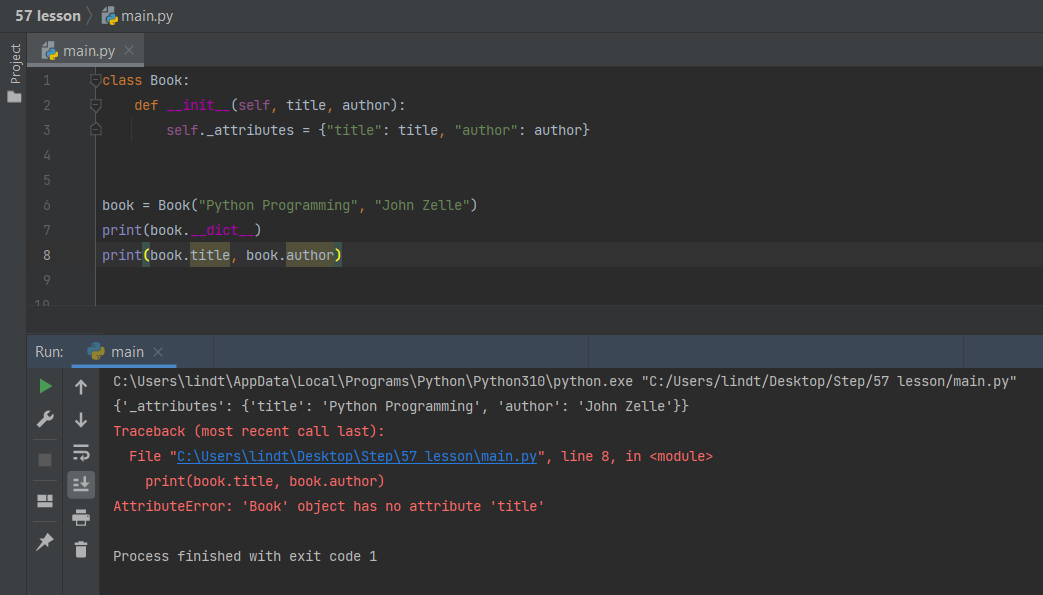 57 lesson main.py
Project
main.py
1 class Book:
2     def __init__(self, title, author):
3         self._attributes = {"title": title, "author": author}
4
5
6 book = Book("Python Programming", "John Zelle")
7 print(book.__dict__)
8 print(book.title, book.author)
9
10
Run: main
C:\Users\lindt\AppData\Local\Programs\Python\Python310\python.exe "C:/Users/lindt/Desktop/Step/57 lesson/main.py"
{'_attributes': {'title': 'Python Programming', 'author': 'John Zelle'}}
Traceback (most recent call last):
  File "C:\Users\lindt\Desktop\Step\57 lesson\main.py", line 8, in <module>
    print(book.title, book.author)
AttributeError: 'Book' object has no attribute 'title'
Process finished with exit code 1